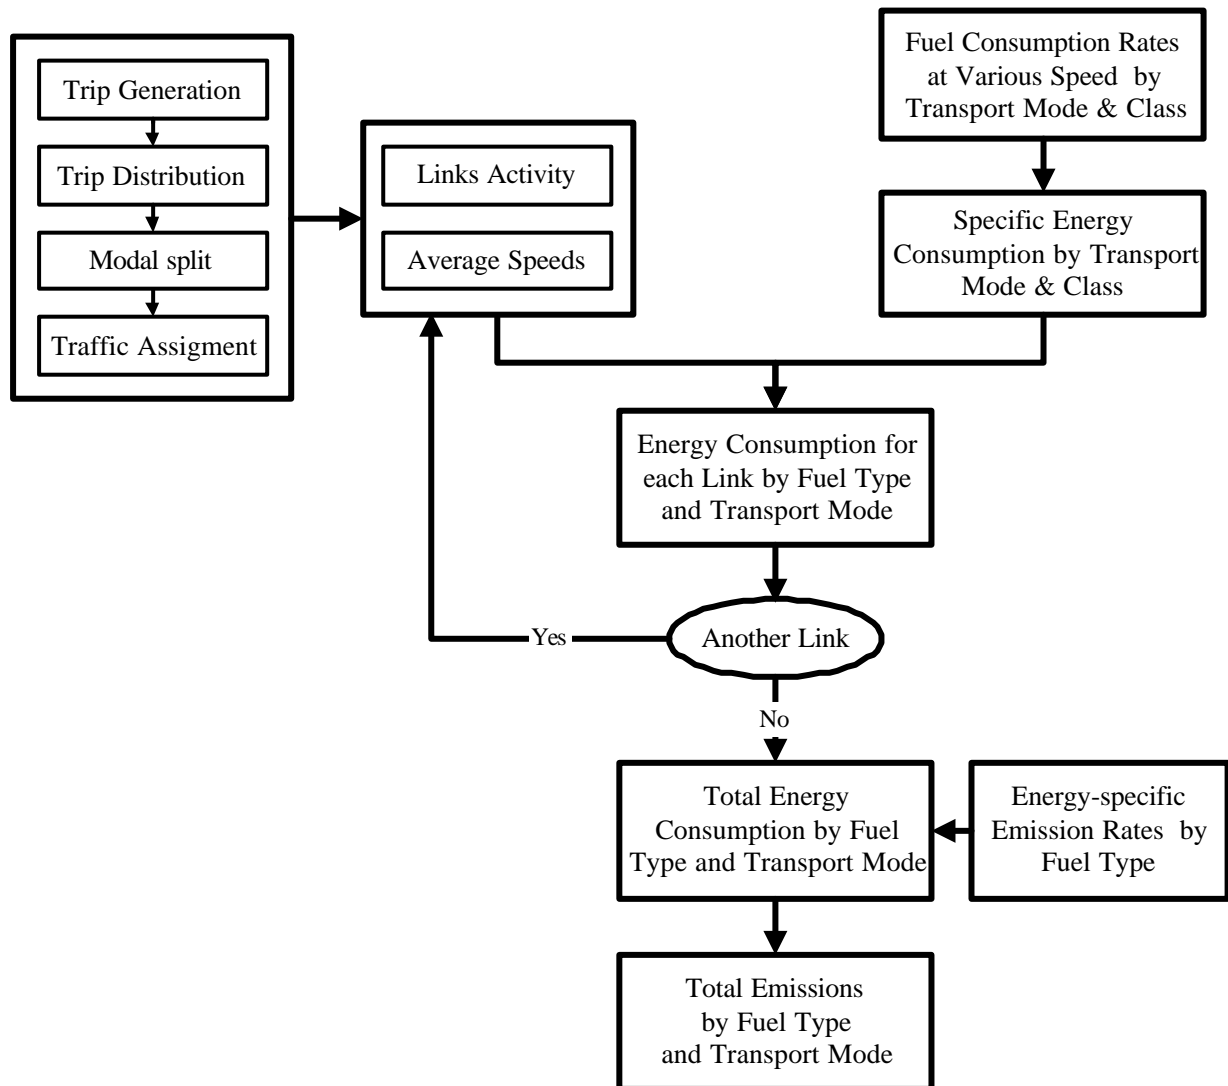 Trip Generation
Trip Distribution
Modal split
Traffic Assigment
Links Activity
Average Speeds
Fuel Consumption Rates
at Various Speed by
Transport Mode & Class
Specific Energy
Consumption by Transport
Mode & Class
Energy Consumption for
each Link by Fuel Type
and Transport Mode
Another Link
Yes
No
Total Energy
Consumption by Fuel
Type and Transport Mode
Energy-specific
Emission Rates by
Fuel Type
Total Emissions
by Fuel Type
and Transport Mode